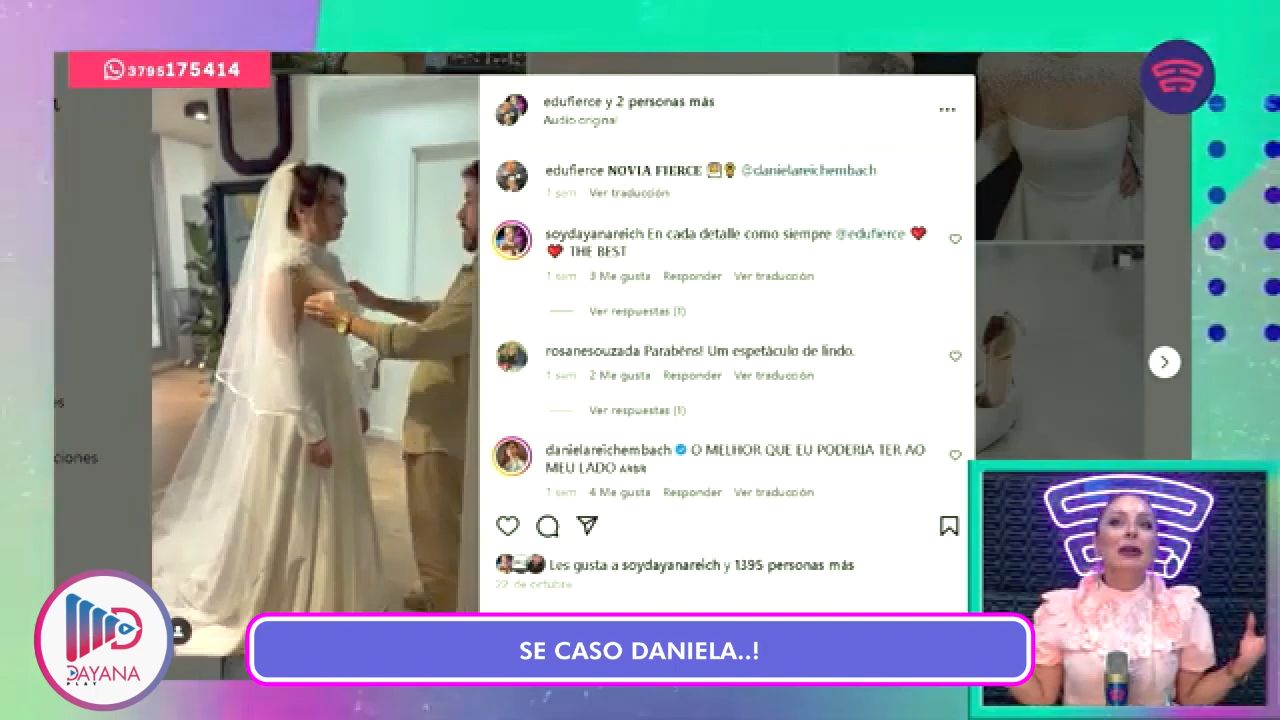 3795175414
edufierce y 2 personas más
Audio original
edufierce NOVIA FIERCE @danielareichembach
1 sem Ver traducción
soydayanareich En cada detalle como siempre @edufierce ❤️
❤️ THE BEST
1 sem 3 Me gusta Responder Ver traducción
Ver respuestas (1)
rosanesouzada Parabéns! Um espetáculo de lindo.
1 sem 2 Me gusta Responder Ver traducción
Ver respuestas (1)
danielareichembach O MELHOR QUE EU PODERIA TER AO
MEU LADO
1 sem 4 Me gusta Responder Ver traducción
Les gusta a soydayanareich y 1395 personas más
22 de octubre
ciones
SE CASO DANIELA..!
DAYANA
PLAY